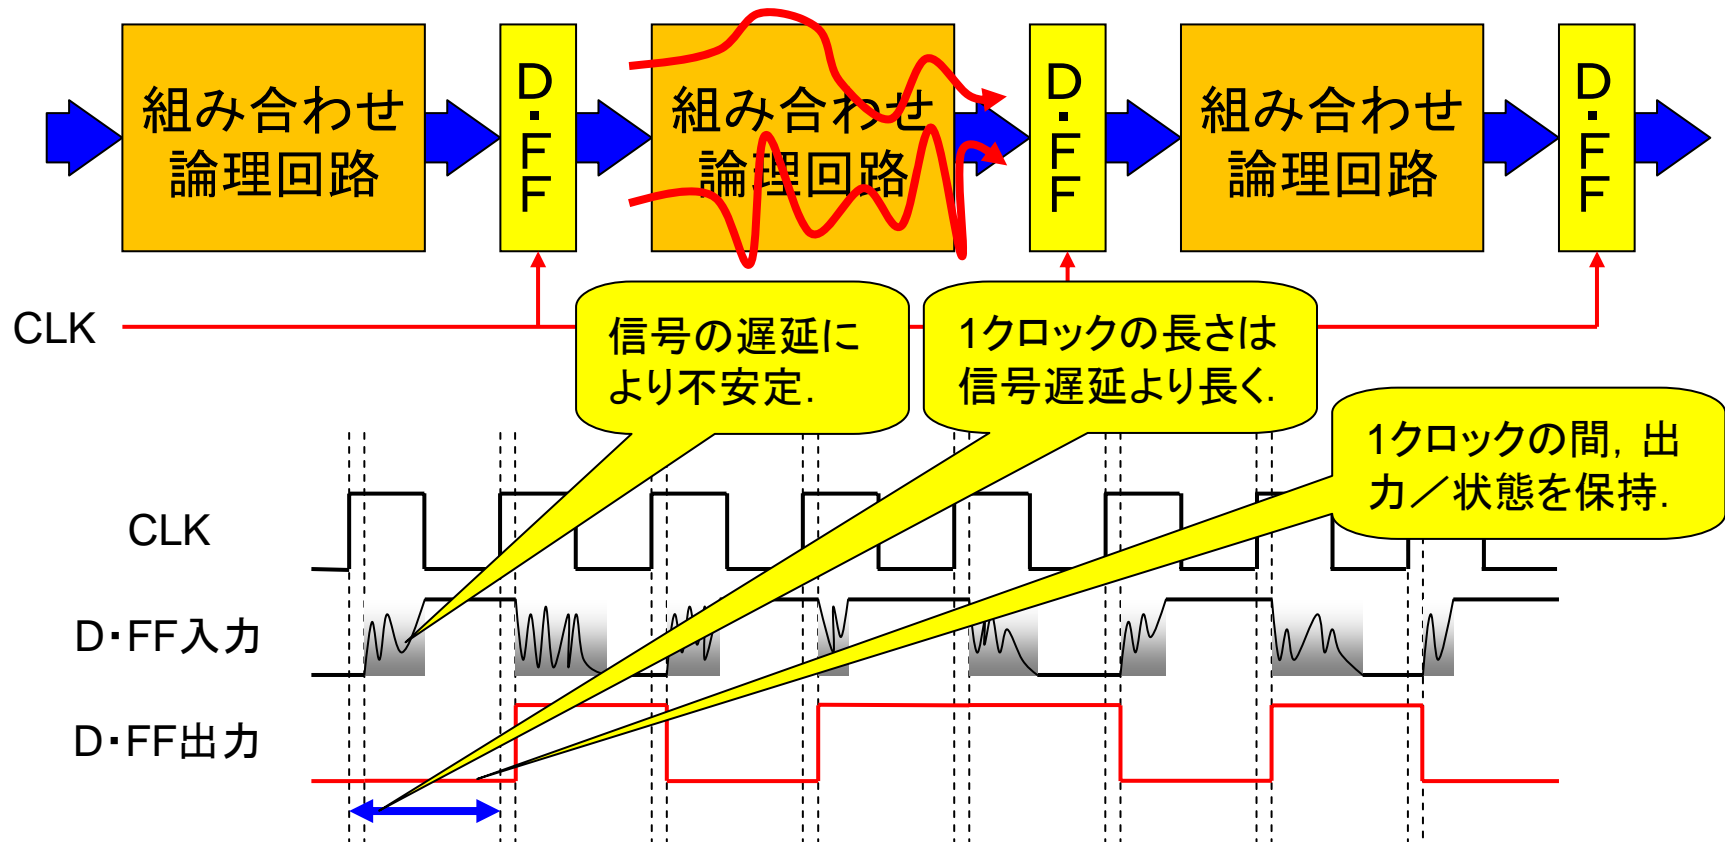 組み合わせ
論理回路
D・FF
組み合わせ
論理回路
D・FF
組み合わせ
論理回路
D・FF
CLK
信号の遅延に
より不安定.
1クロックの長さは
信号遅延より長く.
1クロックの間, 出
力／状態を保持.
CLK
D・FF入力
D・FF出力